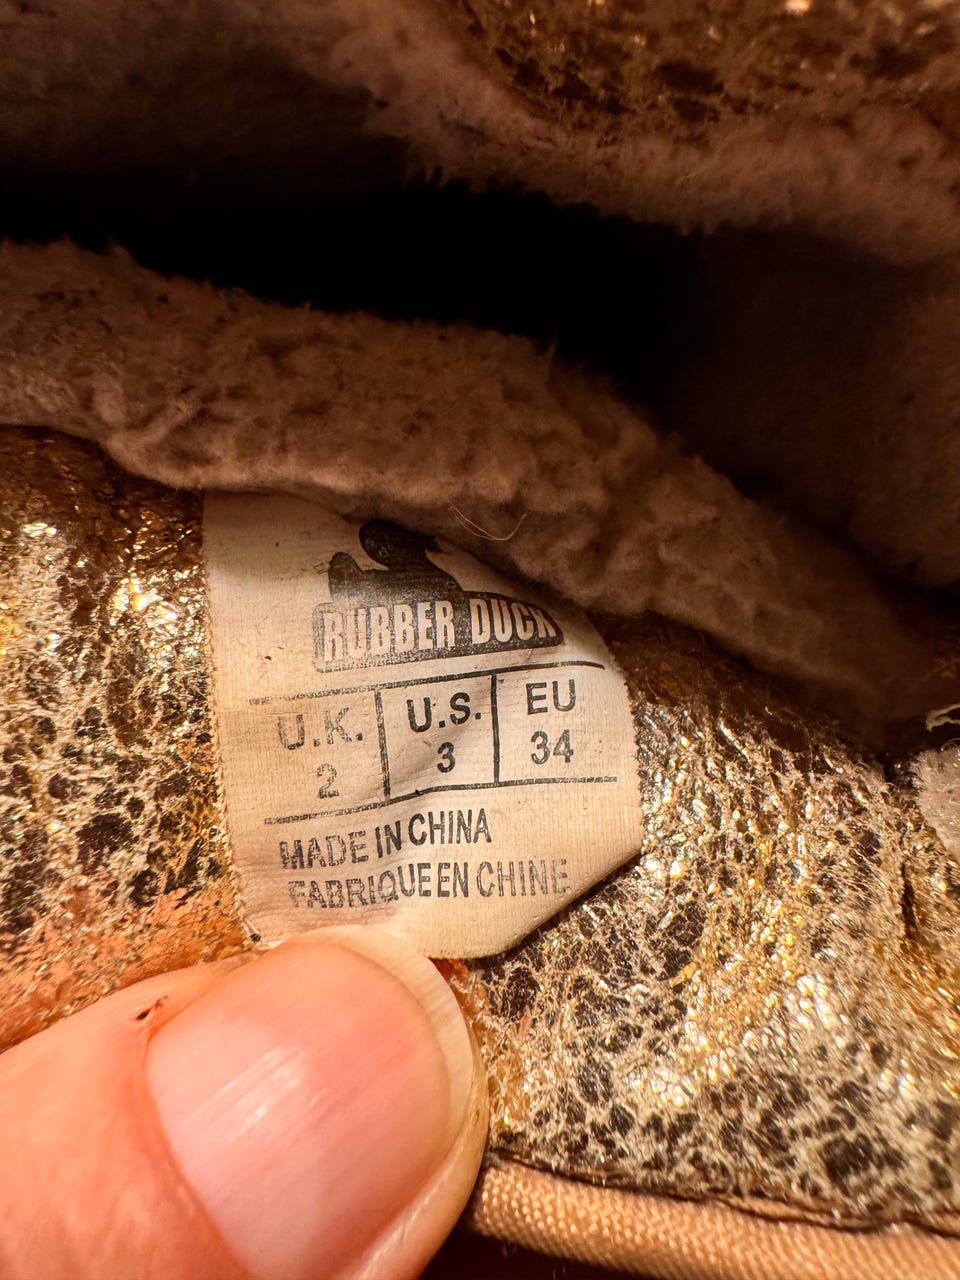 RUBBER DUCK
U.K. U.S. EU
2 3 34
MADE IN CHINA
FABRIQUE EN CHINE